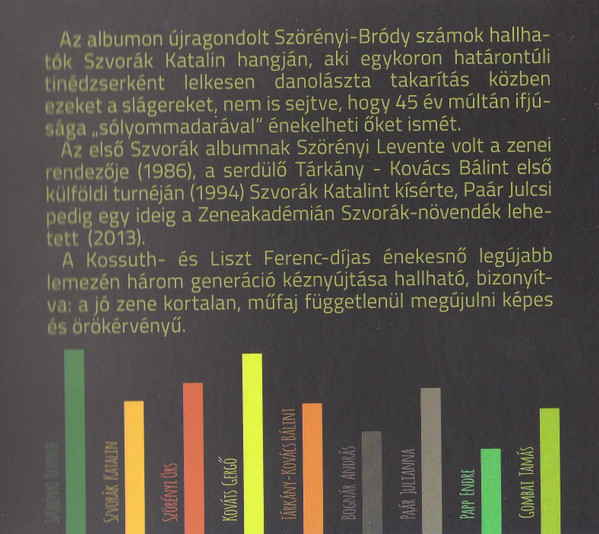 Az albumon újragondolt Szörényi-Bródy számok hallha-
tók Szvorák Katalin hangján, aki egykoron határontúli
tinédzserként lelkesen danolászta takarítás közben
ezeket a slágereket, nem is sejtve, hogy 45 év múltán ifjú-
sága „sólyommadarával” énekelheti őket ismét.
Az első Szvorák albumnak Szörényi Levente volt a zenei
rendezője (1986), a serdülő Tárkány - Kovács Bálint első
külföldi turnéján (1994) Szvorák Katalint kísérte, Paár Julcsi
pedig egy ideig a Zeneakadémián Szvorák-növendék lehe-
tett (2013).
A Kossuth- és Liszt Ferenc-díjas énekesnő legújabb
lemezén három generáció kéznyújtása hallható, bizonyít-
va: a jó zene kortalan, műfaj függetlenül megújulni képes
és örökérvényű.
Szörényi Levente
Szvorák Katalin
Szörényi Örs
Kováts Gergő
Tárkány-Kovács Bálint
Bognár András
Paár Julianna
Papp Endre
Gombai Tamás